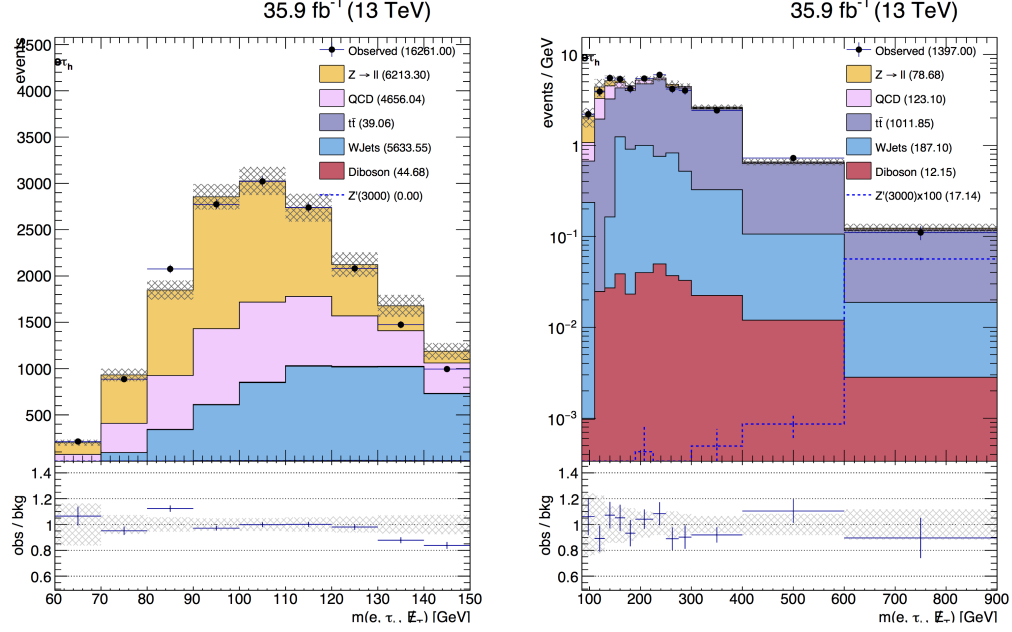 35.9 fb⁻¹ (13 TeV)
events
4500
4000
3500
3000
2500
2000
1500
1000
500
eτh
Observed (16261.00)
Z → ll (6213.30)
QCD (4656.04)
tt̄ (39.06)
WJets (5633.55)
Diboson (44.68)
Z'(3000) (0.00)
obs / bkg
1.4
1.2
1
0.8
0.6
60 70 80 90 100 110 120 130 140 150
m(e, τh, E̸T) [GeV]
35.9 fb⁻¹ (13 TeV)
events / GeV
10
1
10⁻¹
10⁻²
10⁻³
eτh
Observed (1397.00)
Z → ll (78.68)
QCD (123.10)
tt̄ (1011.85)
WJets (187.10)
Diboson (12.15)
Z'(3000)x100 (17.14)
obs / bkg
1.4
1.2
1
0.8
0.6
100 200 300 400 500 600 700 800 900
m(e, τh, E̸T) [GeV]